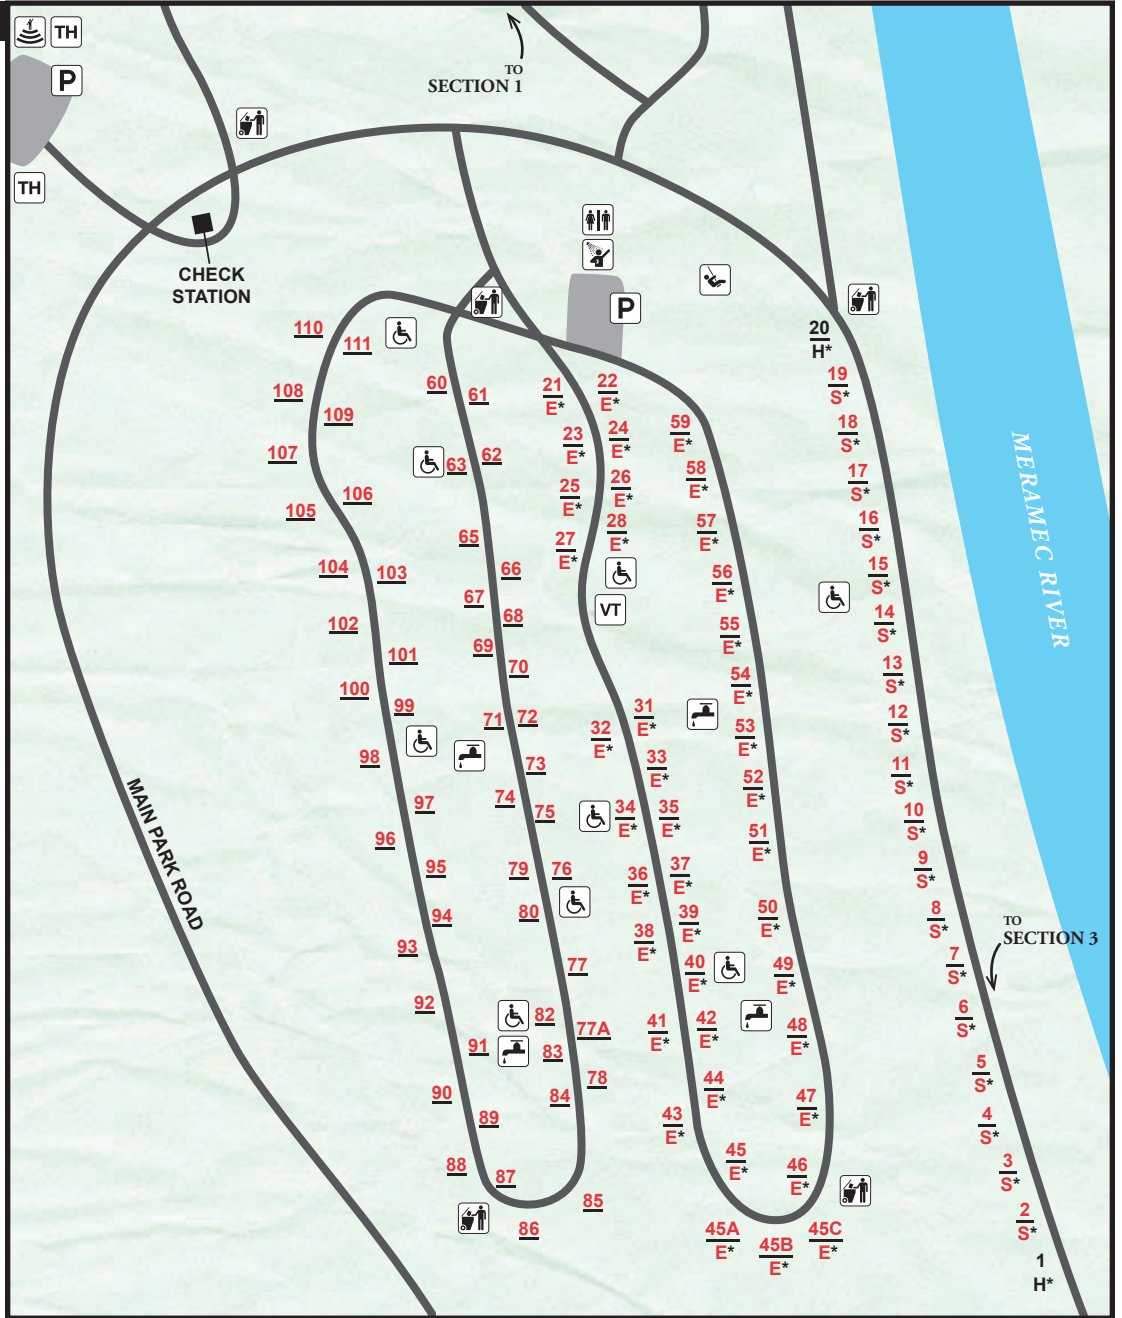 TH
P
TH
TO
SECTION 1
CHECK
STATION
P
20
H*
110
111
19
S*
60
61
21
E*
22
E*
108
109
59
E*
18
S*
23
E*
24
E*
107
63
62
58
E*
17
S*
25
E*
26
E*
106
105
57
E*
16
S*
65
27
E*
28
E*
104
103
66
56
E*
15
S*
MERAMEC RIVER
67
68
VT
102
55
E*
14
S*
101
69
70
54
E*
13
S*
100
99
71
72
32
E*
31
E*
53
E*
12
S*
98
73
33
E*
52
E*
11
S*
97
74
75
34
E*
35
E*
10
S*
MAIN PARK ROAD
96
51
E*
95
79
76
36
E*
37
E*
9
S*
94
80
39
E*
50
E*
8
S*
TO
SECTION 3
93
38
E*
77
40
E*
49
E*
7
S*
92
82
77A
41
E*
42
E*
48
E*
6
S*
91
83
78
5
S*
90
84
44
E*
47
E*
89
43
E*
4
S*
88
87
45
E*
46
E*
3
S*
85
86
45A
E*
45B
E*
45C
E*
2
S*
1
H*